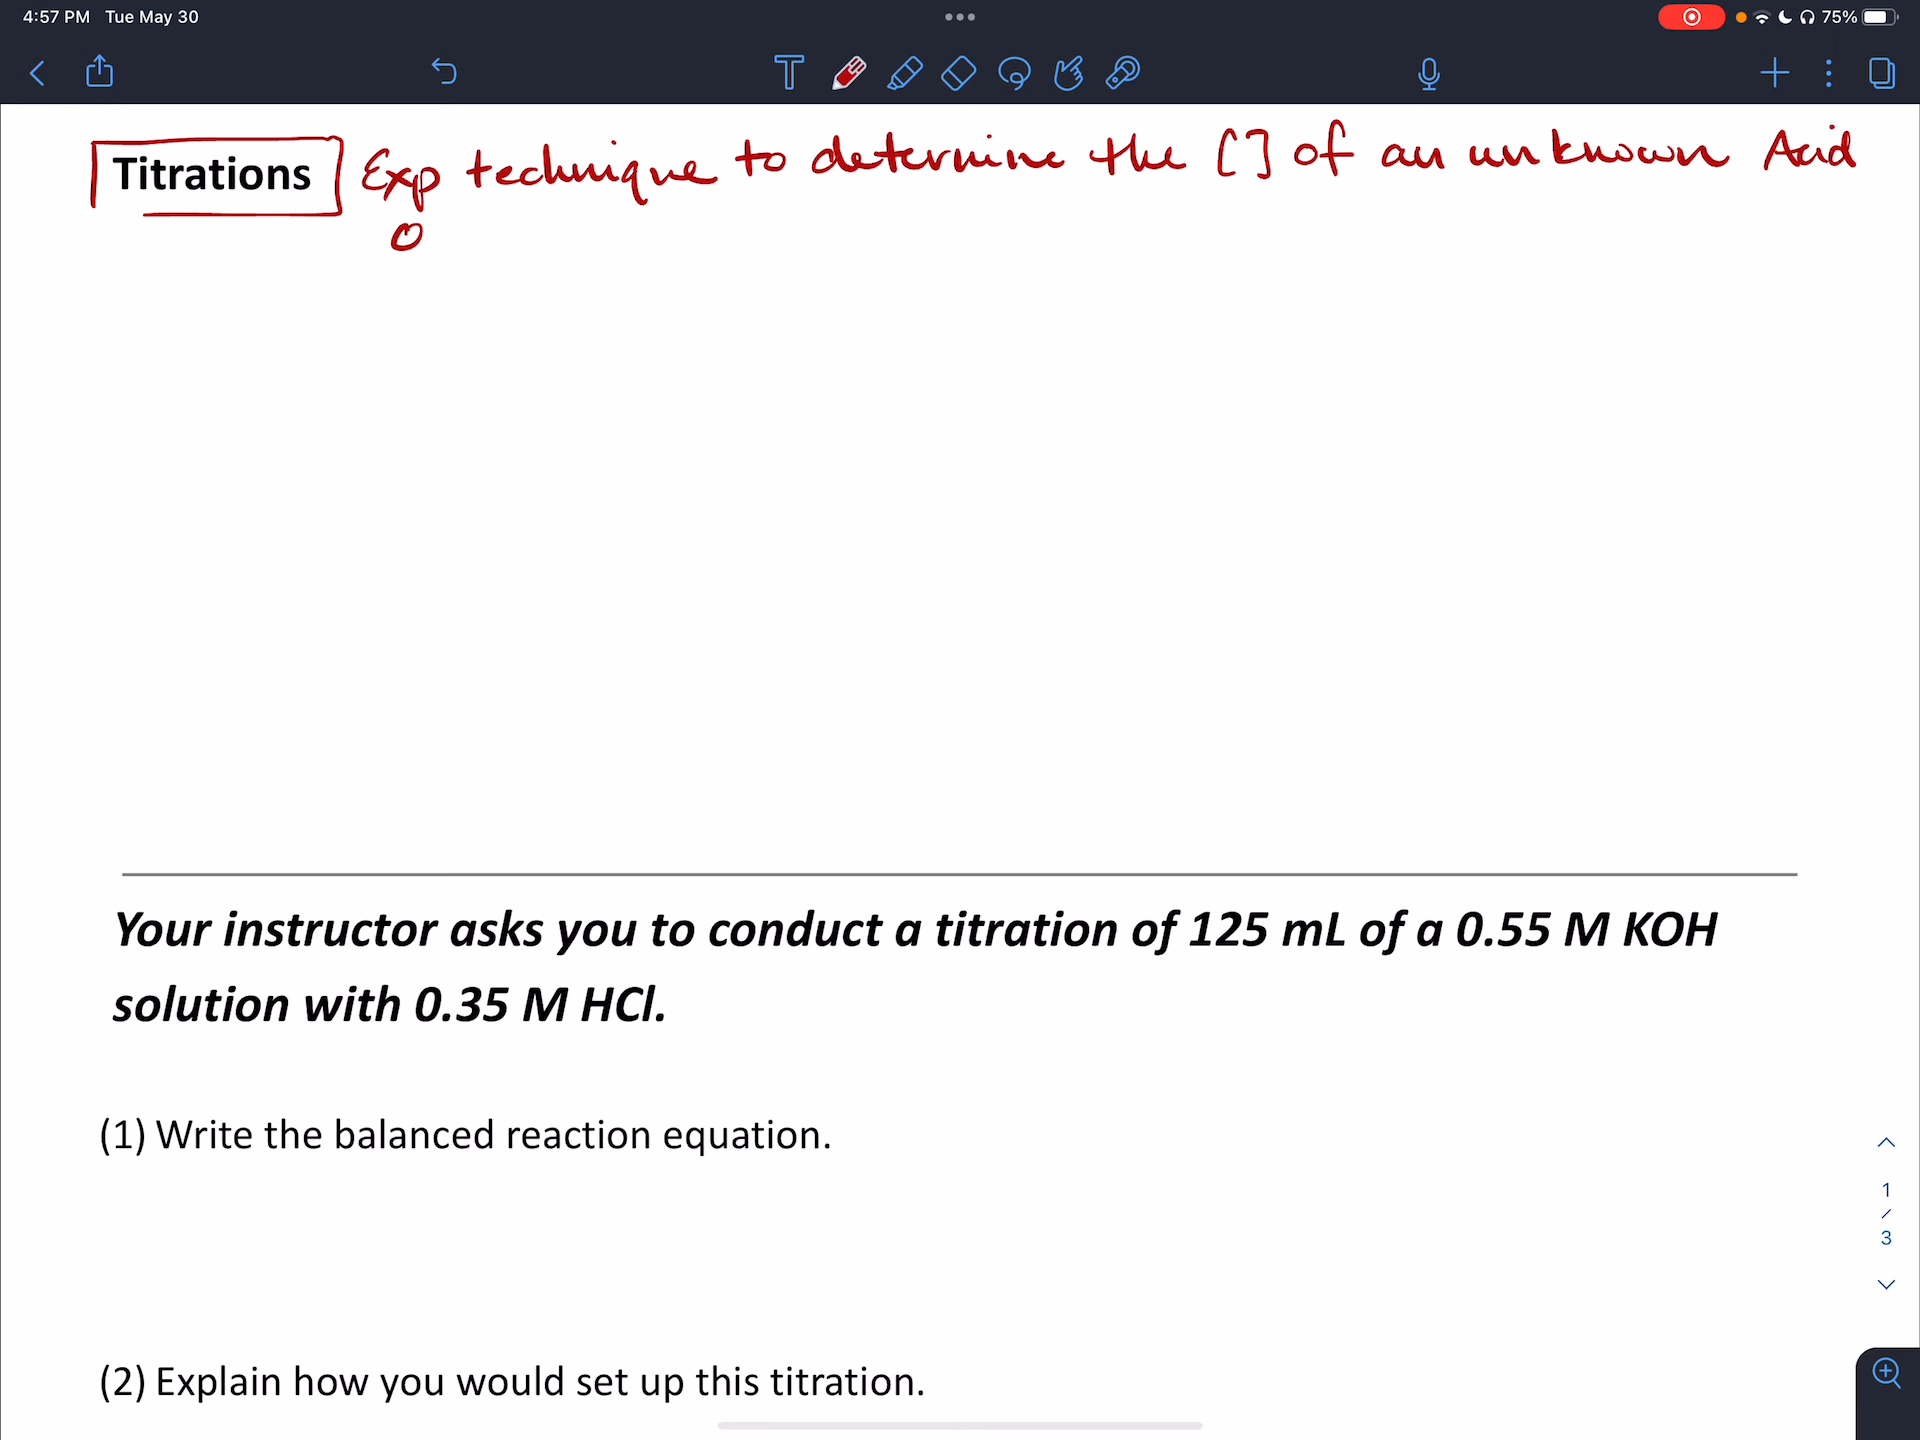 4:57 PM Tue May 30
75%
Titrations Exp technique to determine the [ ] of an unknown Acid
o
Your instructor asks you to conduct a titration of 125 mL of a 0.55 M KOH
solution with 0.35 M HCl.
(1) Write the balanced reaction equation.
1
/
3
(2) Explain how you would set up this titration.